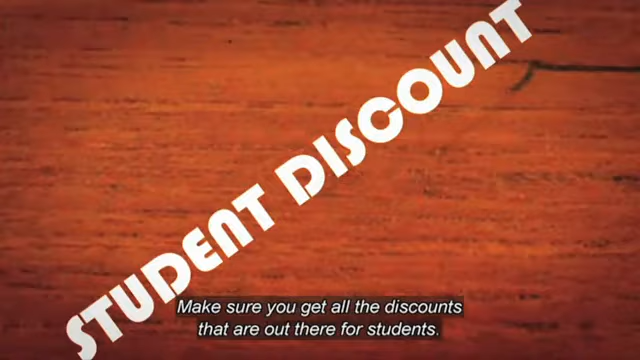 STUDENT DISCOUNT
Make sure you get all the discounts
that are out there for students.